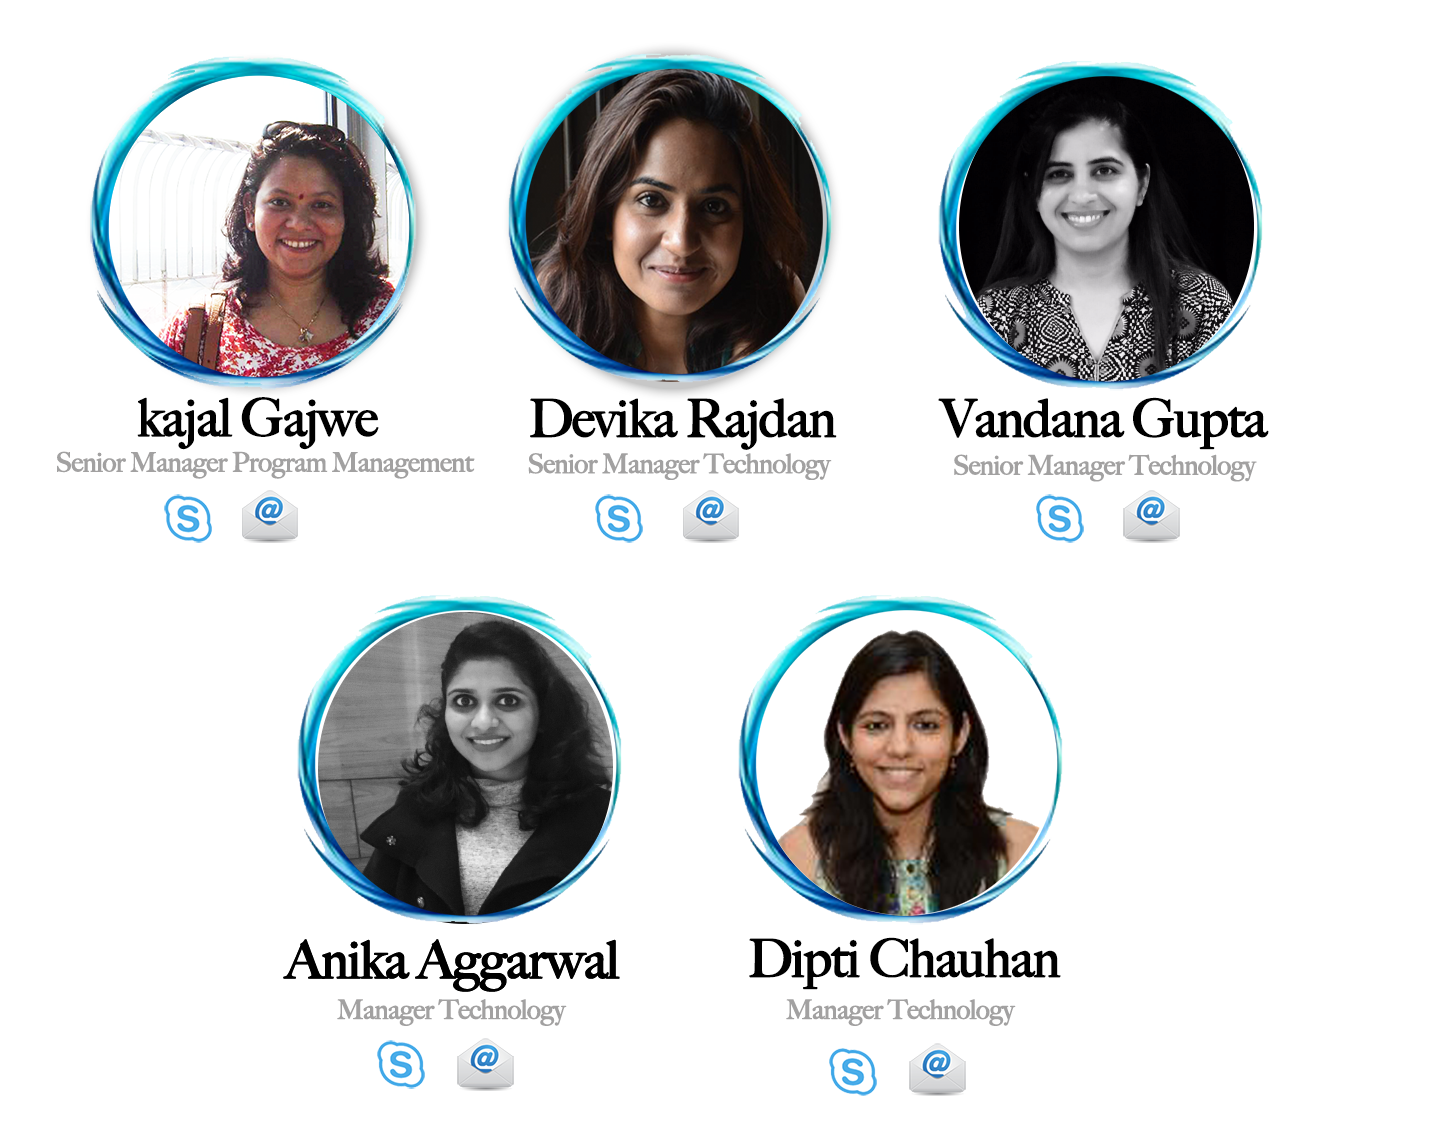 kajal Gajwe
Senior Manager Program Management
S @
Devika Rajdan
Senior Manager Technology
S @
Vandana Gupta
Senior Manager Technology
S @
Anika Aggarwal
Manager Technology
S @
Dipti Chauhan
Manager Technology
S @